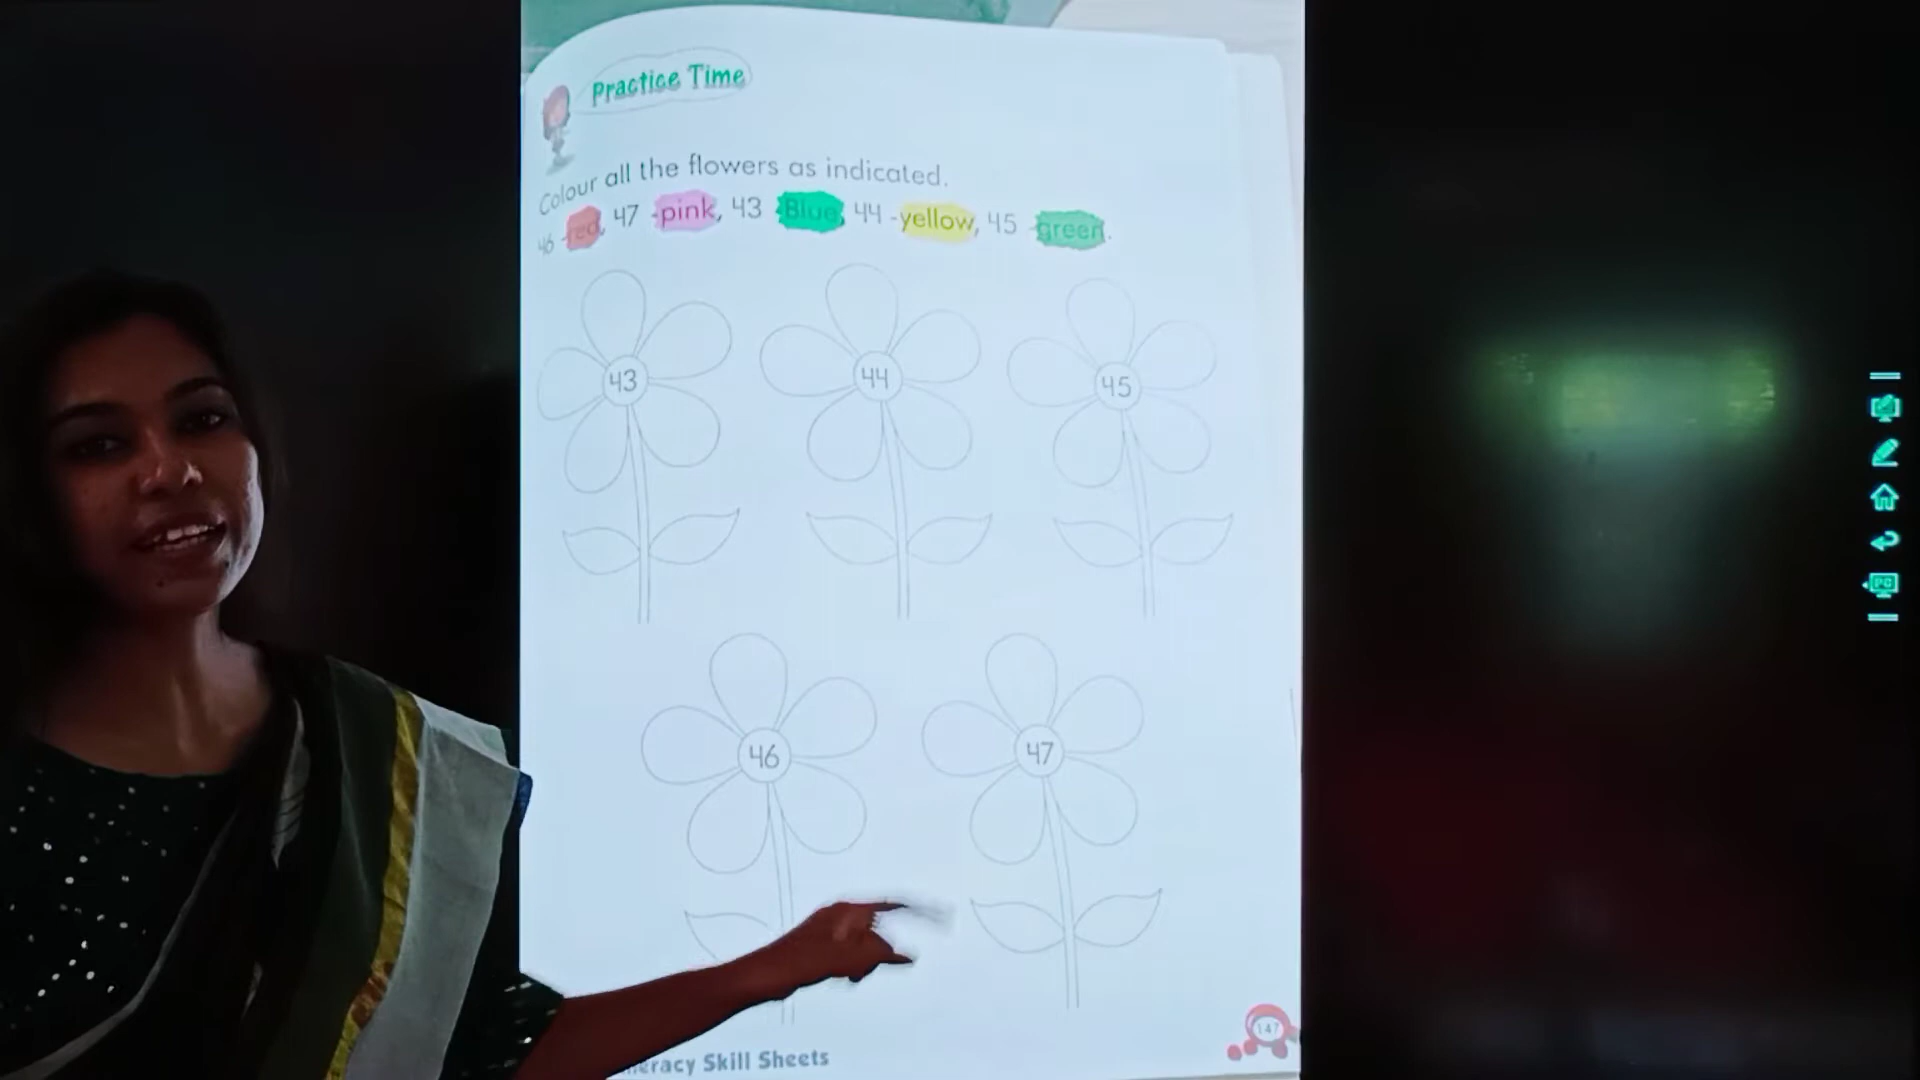 Practice Time
Colour all the flowers as indicated.
46 -red, 47 -pink, 43 -Blue, 44 -yellow, 45 -green.
43 44 45
46 47
Skill Sheets
147
PC